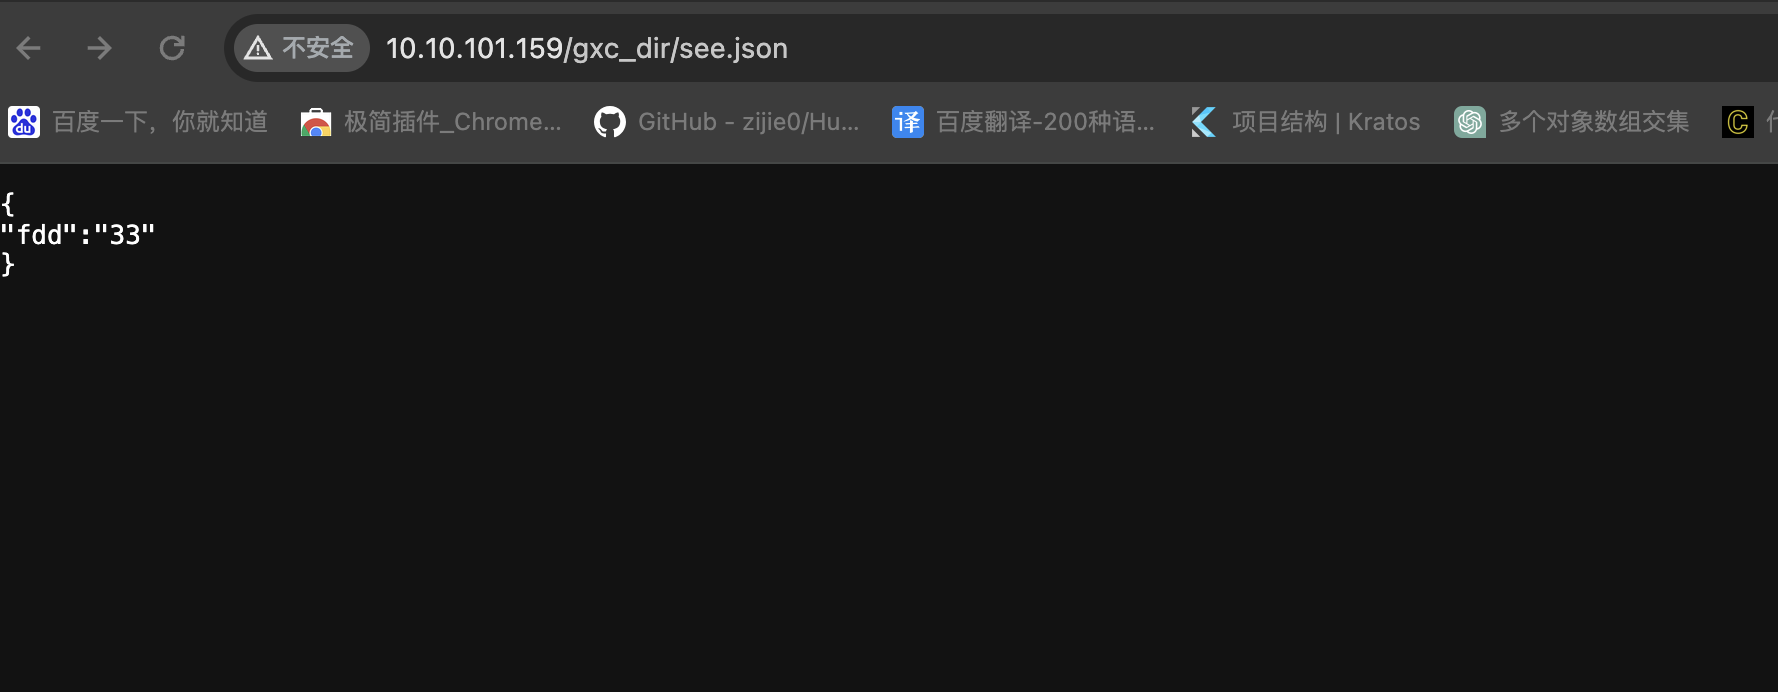 不安全 10.10.101.159/gxc_dir/see.json
du 百度一下，你就知道 极简插件_Chrome... GitHub - zijie0/Hu... 译 百度翻译-200种语... 项目结构 | Kratos 多个对象数组交集 C
{
"fdd":"33"
}